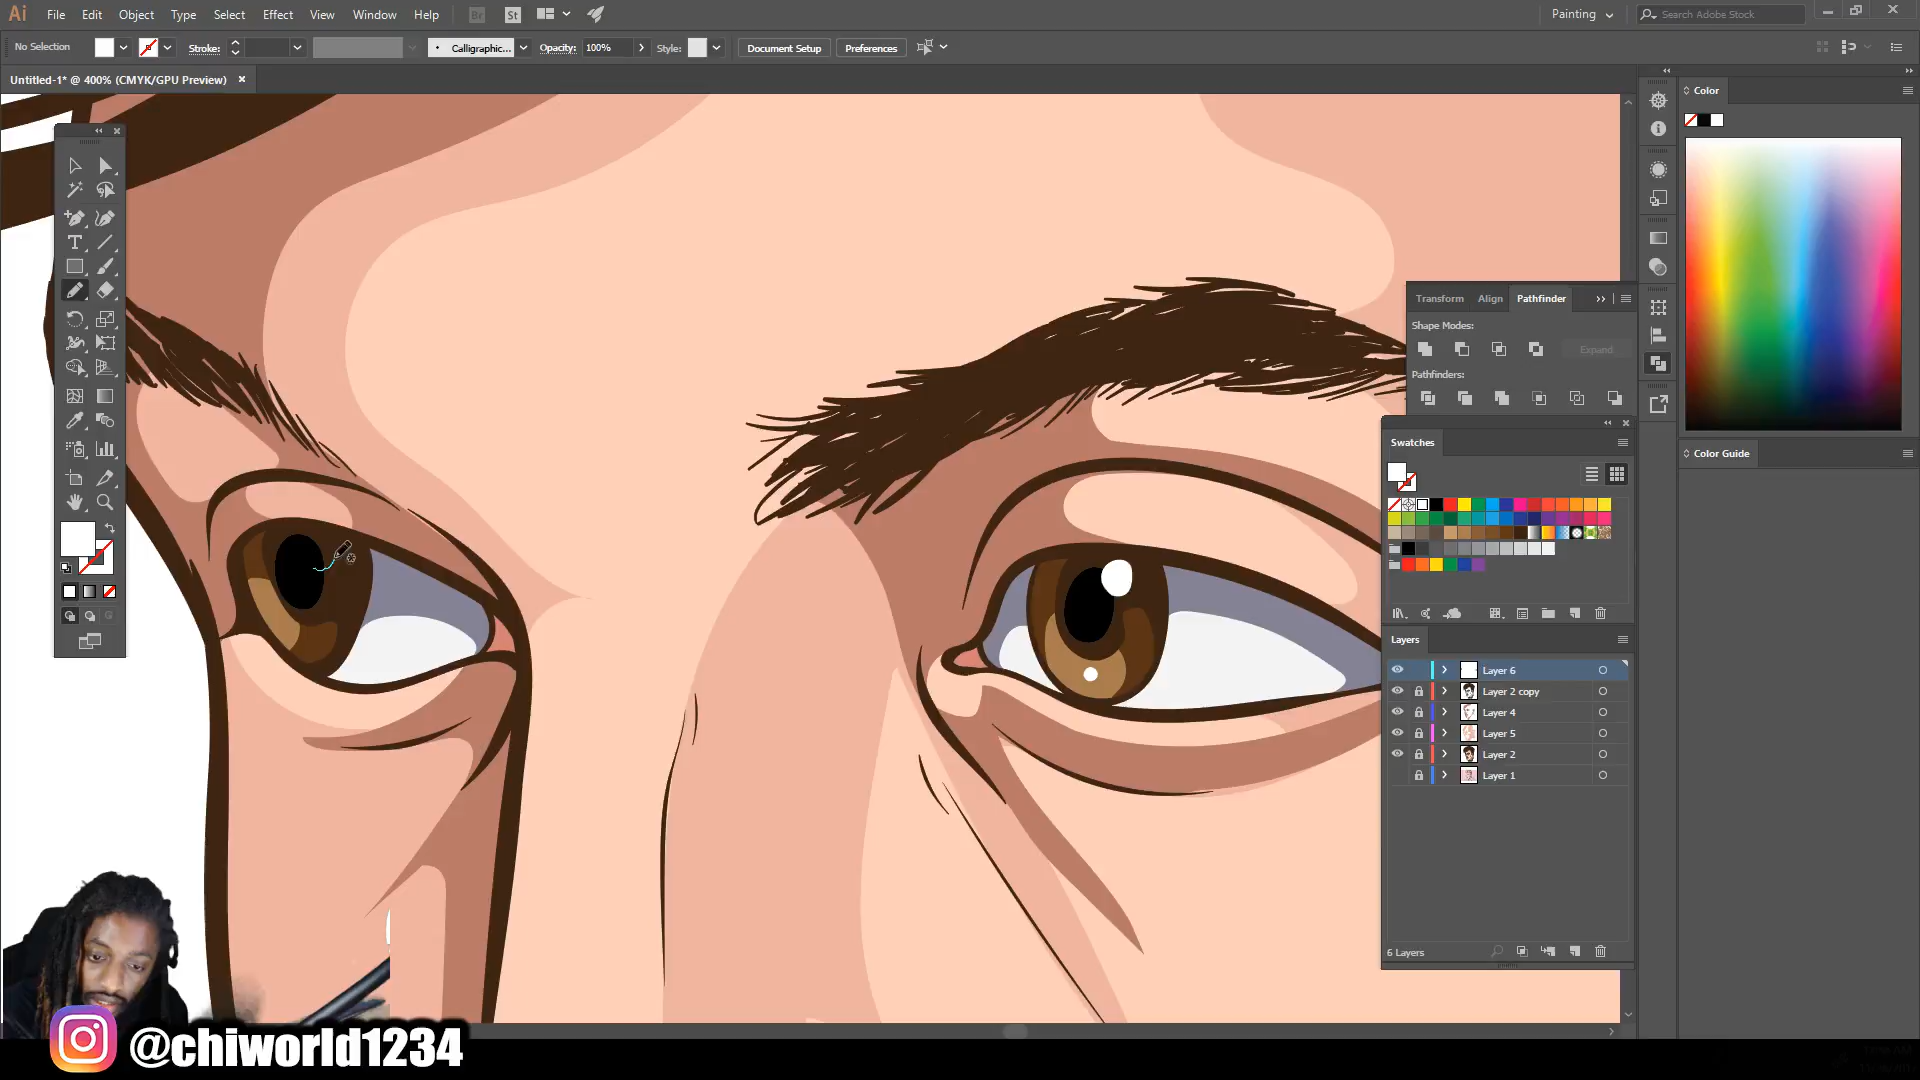 Ai File Edit Object Type Select Effect View Window Help Br St Painting Search Adobe Stock
No Selection Stroke: Calligraphic... Opacity: 100% Style: Document Setup Preferences
Untitled-1* @ 400% (CMYK/GPU Preview)
Color
Transform Align Pathfinder
Shape Modes:
Expand
Pathfinders:
Swatches
Color Guide
Layers
Layer 6
Layer 2 copy
Layer 4
Layer 5
Layer 2
Layer 1
6 Layers
@chiworld1234